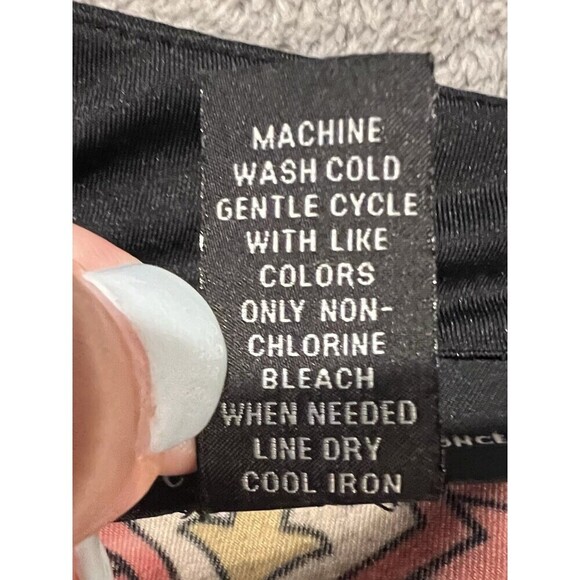 MACHINE
WASH COLD
GENTLE CYCLE
WITH LIKE
COLORS
ONLY NON-
CHLORINE
BLEACH
WHEN NEEDED
LINE DRY
COOL IRON